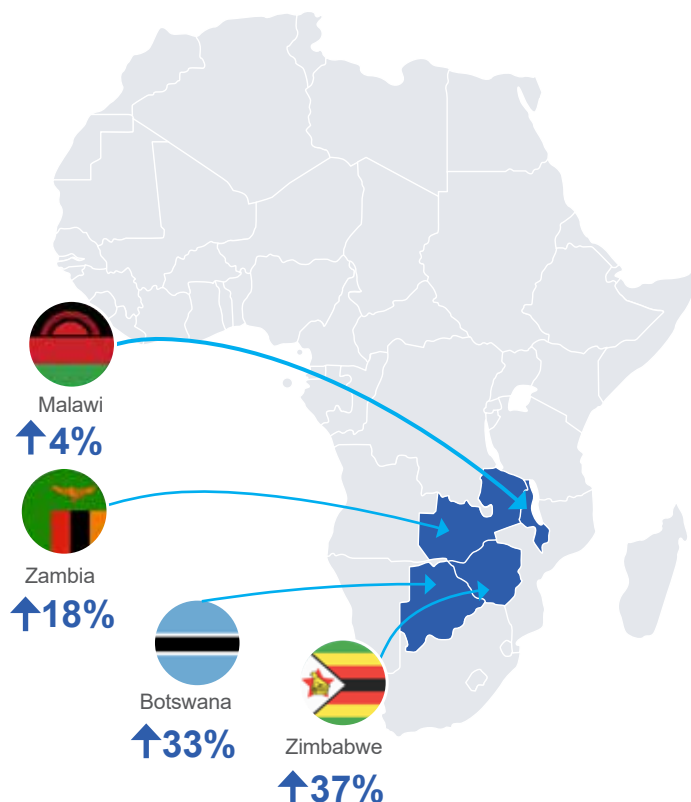 Malawi
↑4%
Zambia
↑18%
Botswana
↑33%
Zimbabwe
↑37%